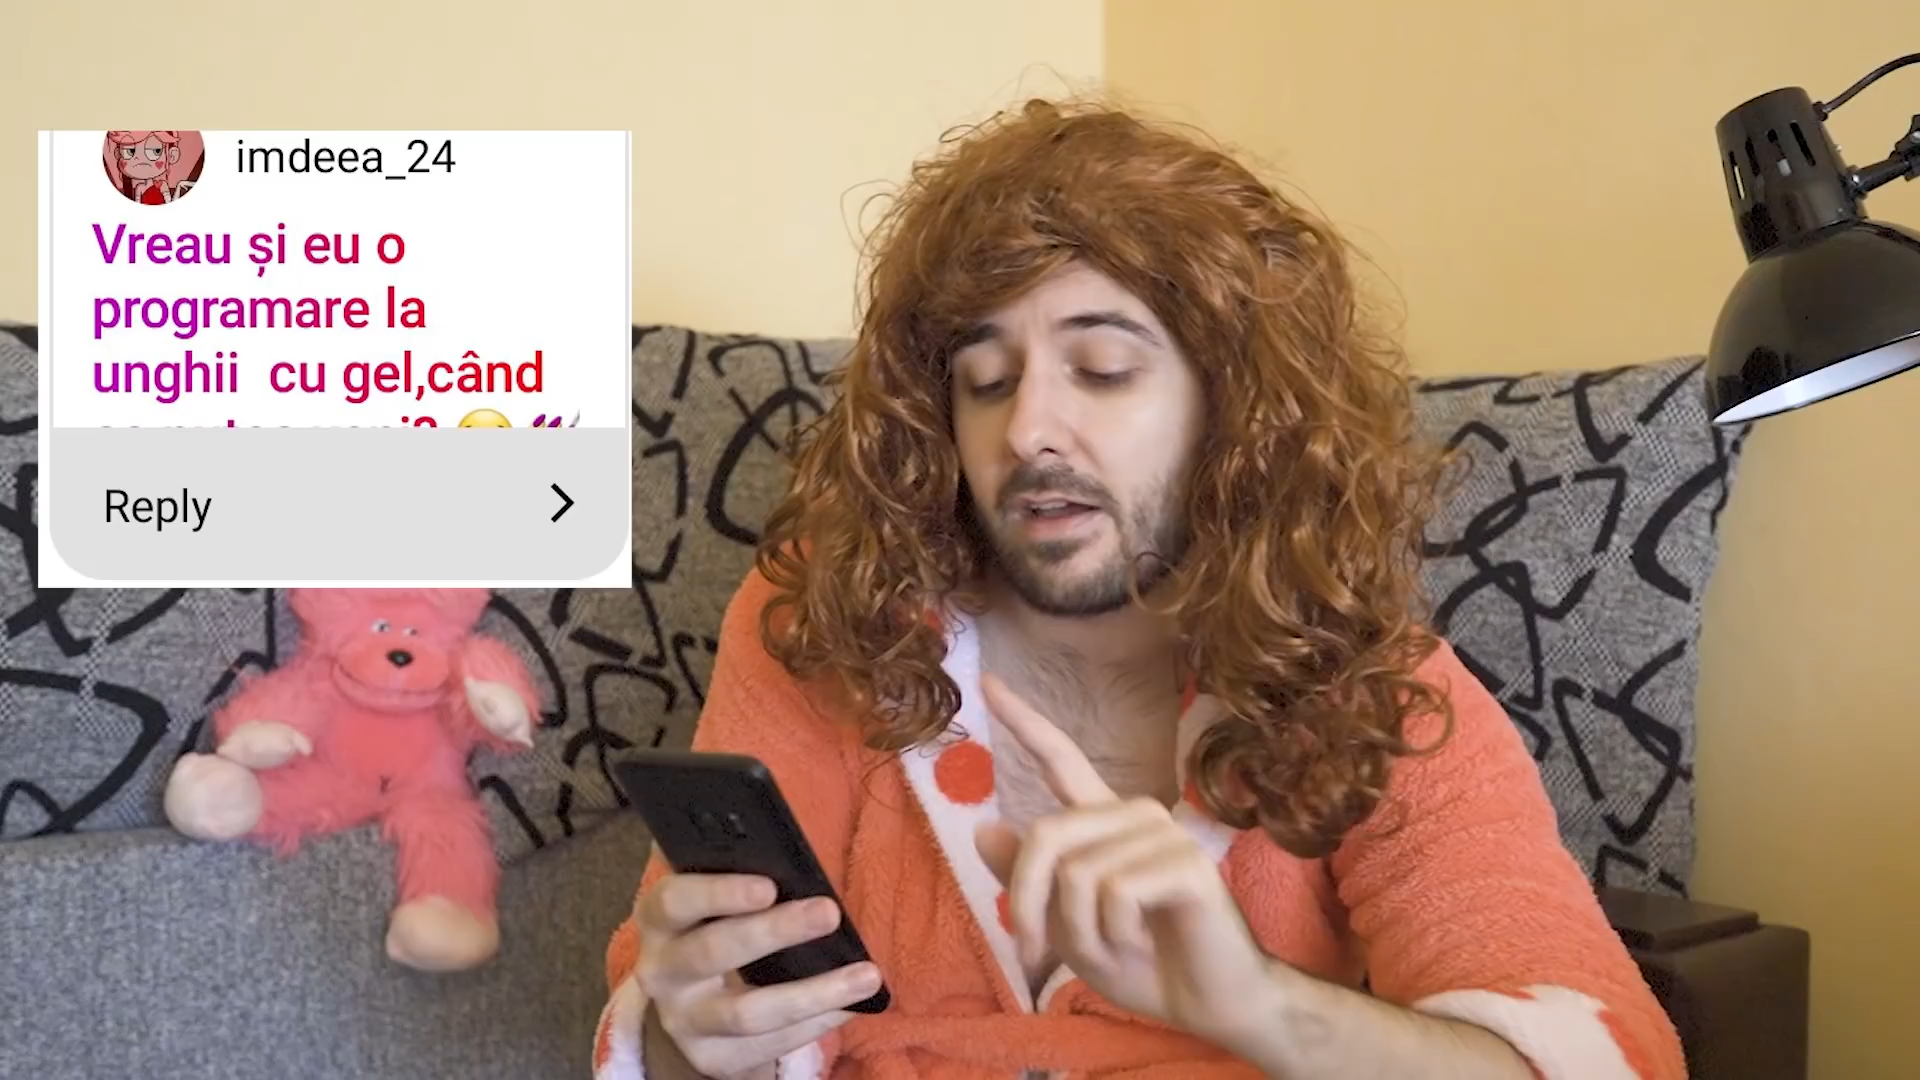 imdeea_24
Vreau și eu o
programare la
unghii cu gel,când
Reply